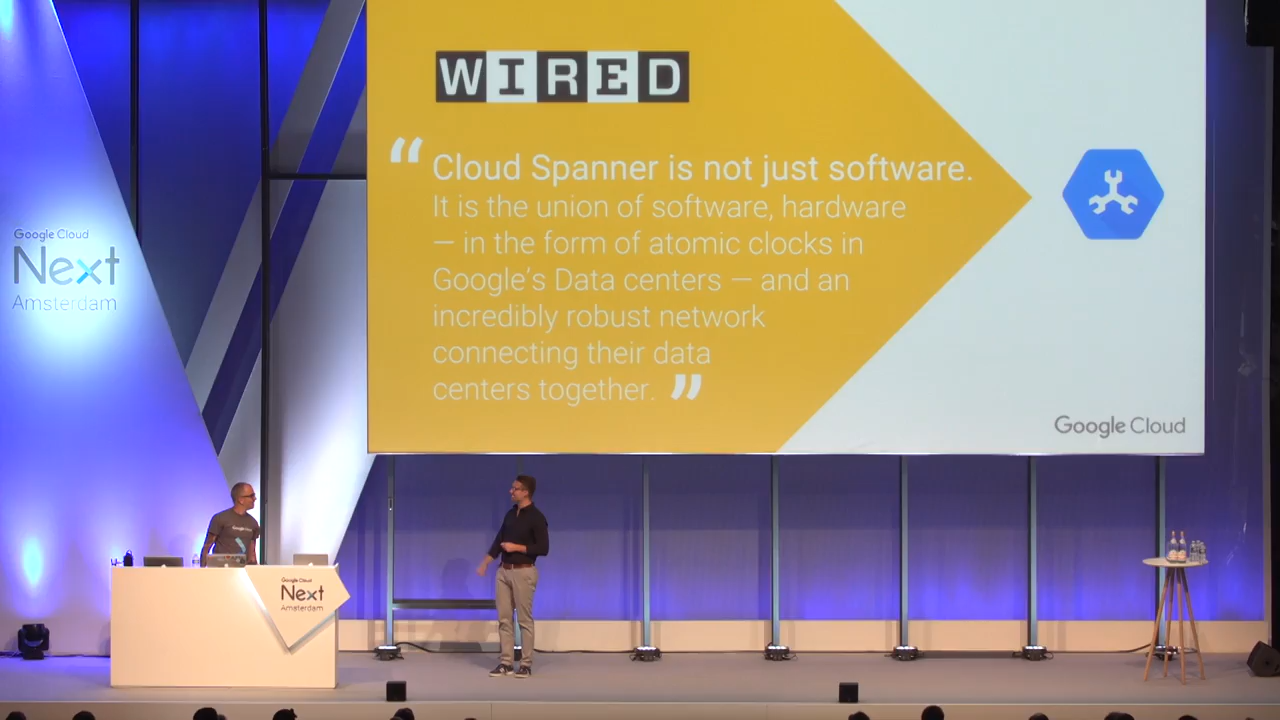 WIRED
“ Cloud Spanner is not just software.
It is the union of software, hardware
— in the form of atomic clocks in
Google’s Data centers — and an
incredibly robust network
connecting their data
centers together. ”
Google Cloud
Google Cloud
Next
Amsterdam
Google Cloud
Next
Amsterdam